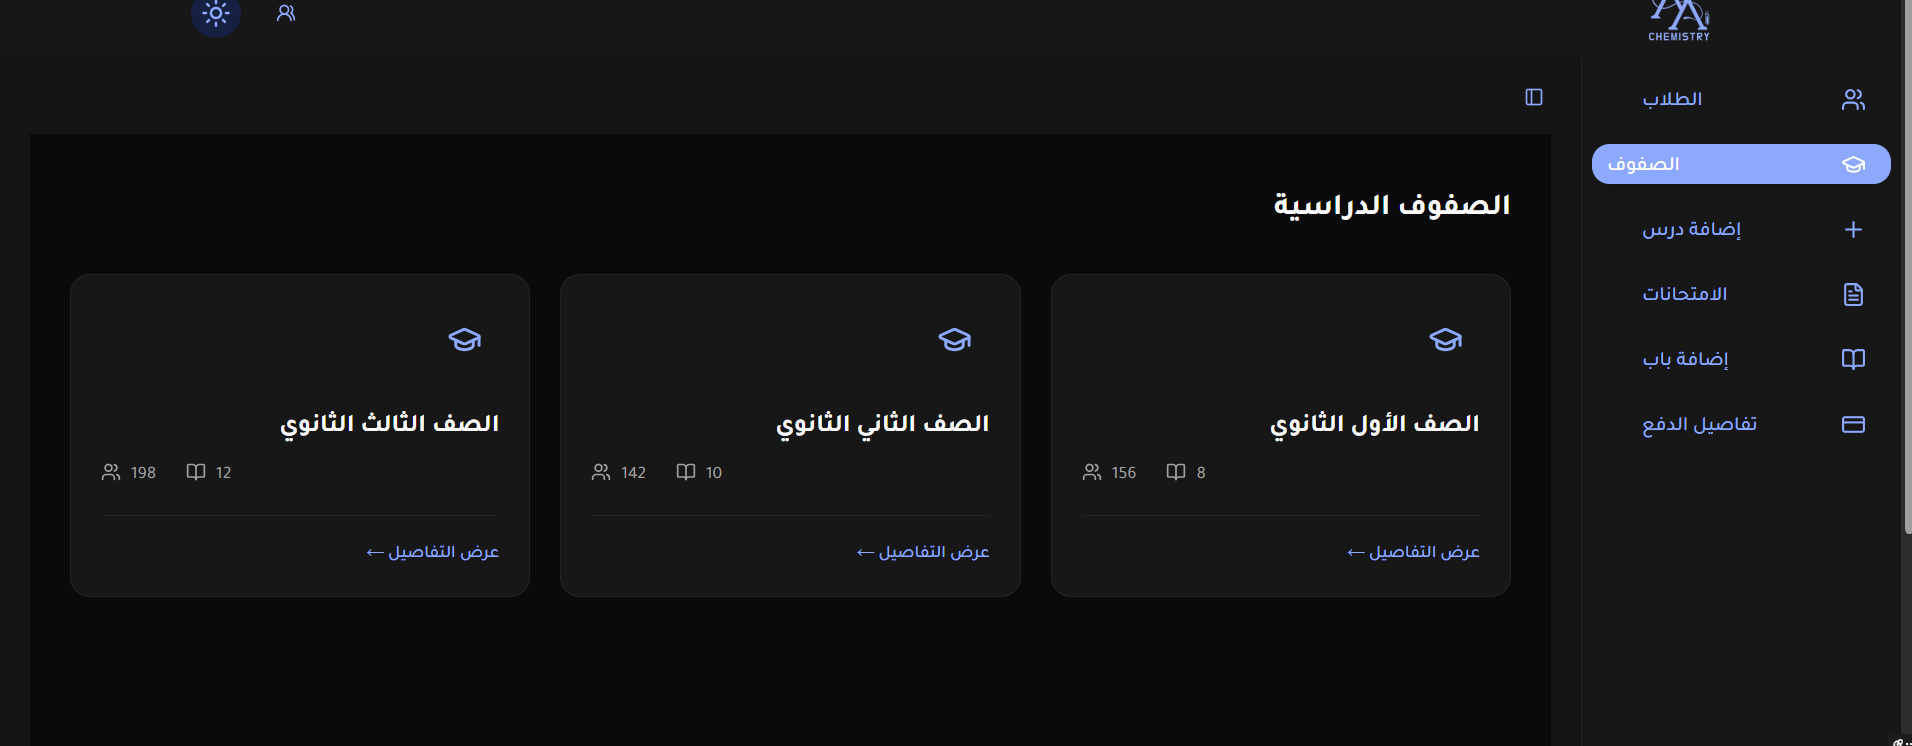 CHEMISTRY
الطلاب
الصفوف
إضافة درس
الامتحانات
إضافة باب
تفاصيل الدفع
الصفوف الدراسية
الصف الأول الثانوي
8 156
عرض التفاصيل ←
الصف الثاني الثانوي
10 142
عرض التفاصيل ←
الصف الثالث الثانوي
12 198
عرض التفاصيل ←